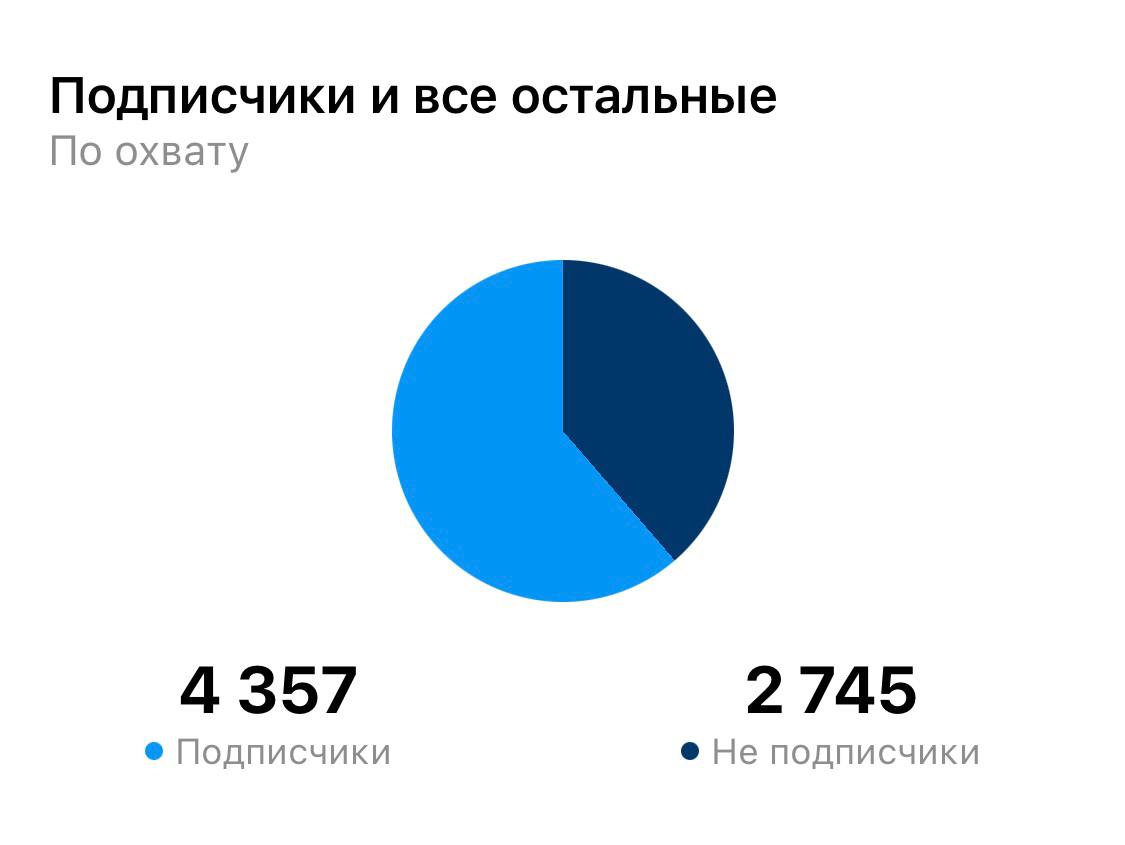 Подписчики и все остальные
По охвату
4 357
2 745
Подписчики
Не подписчики